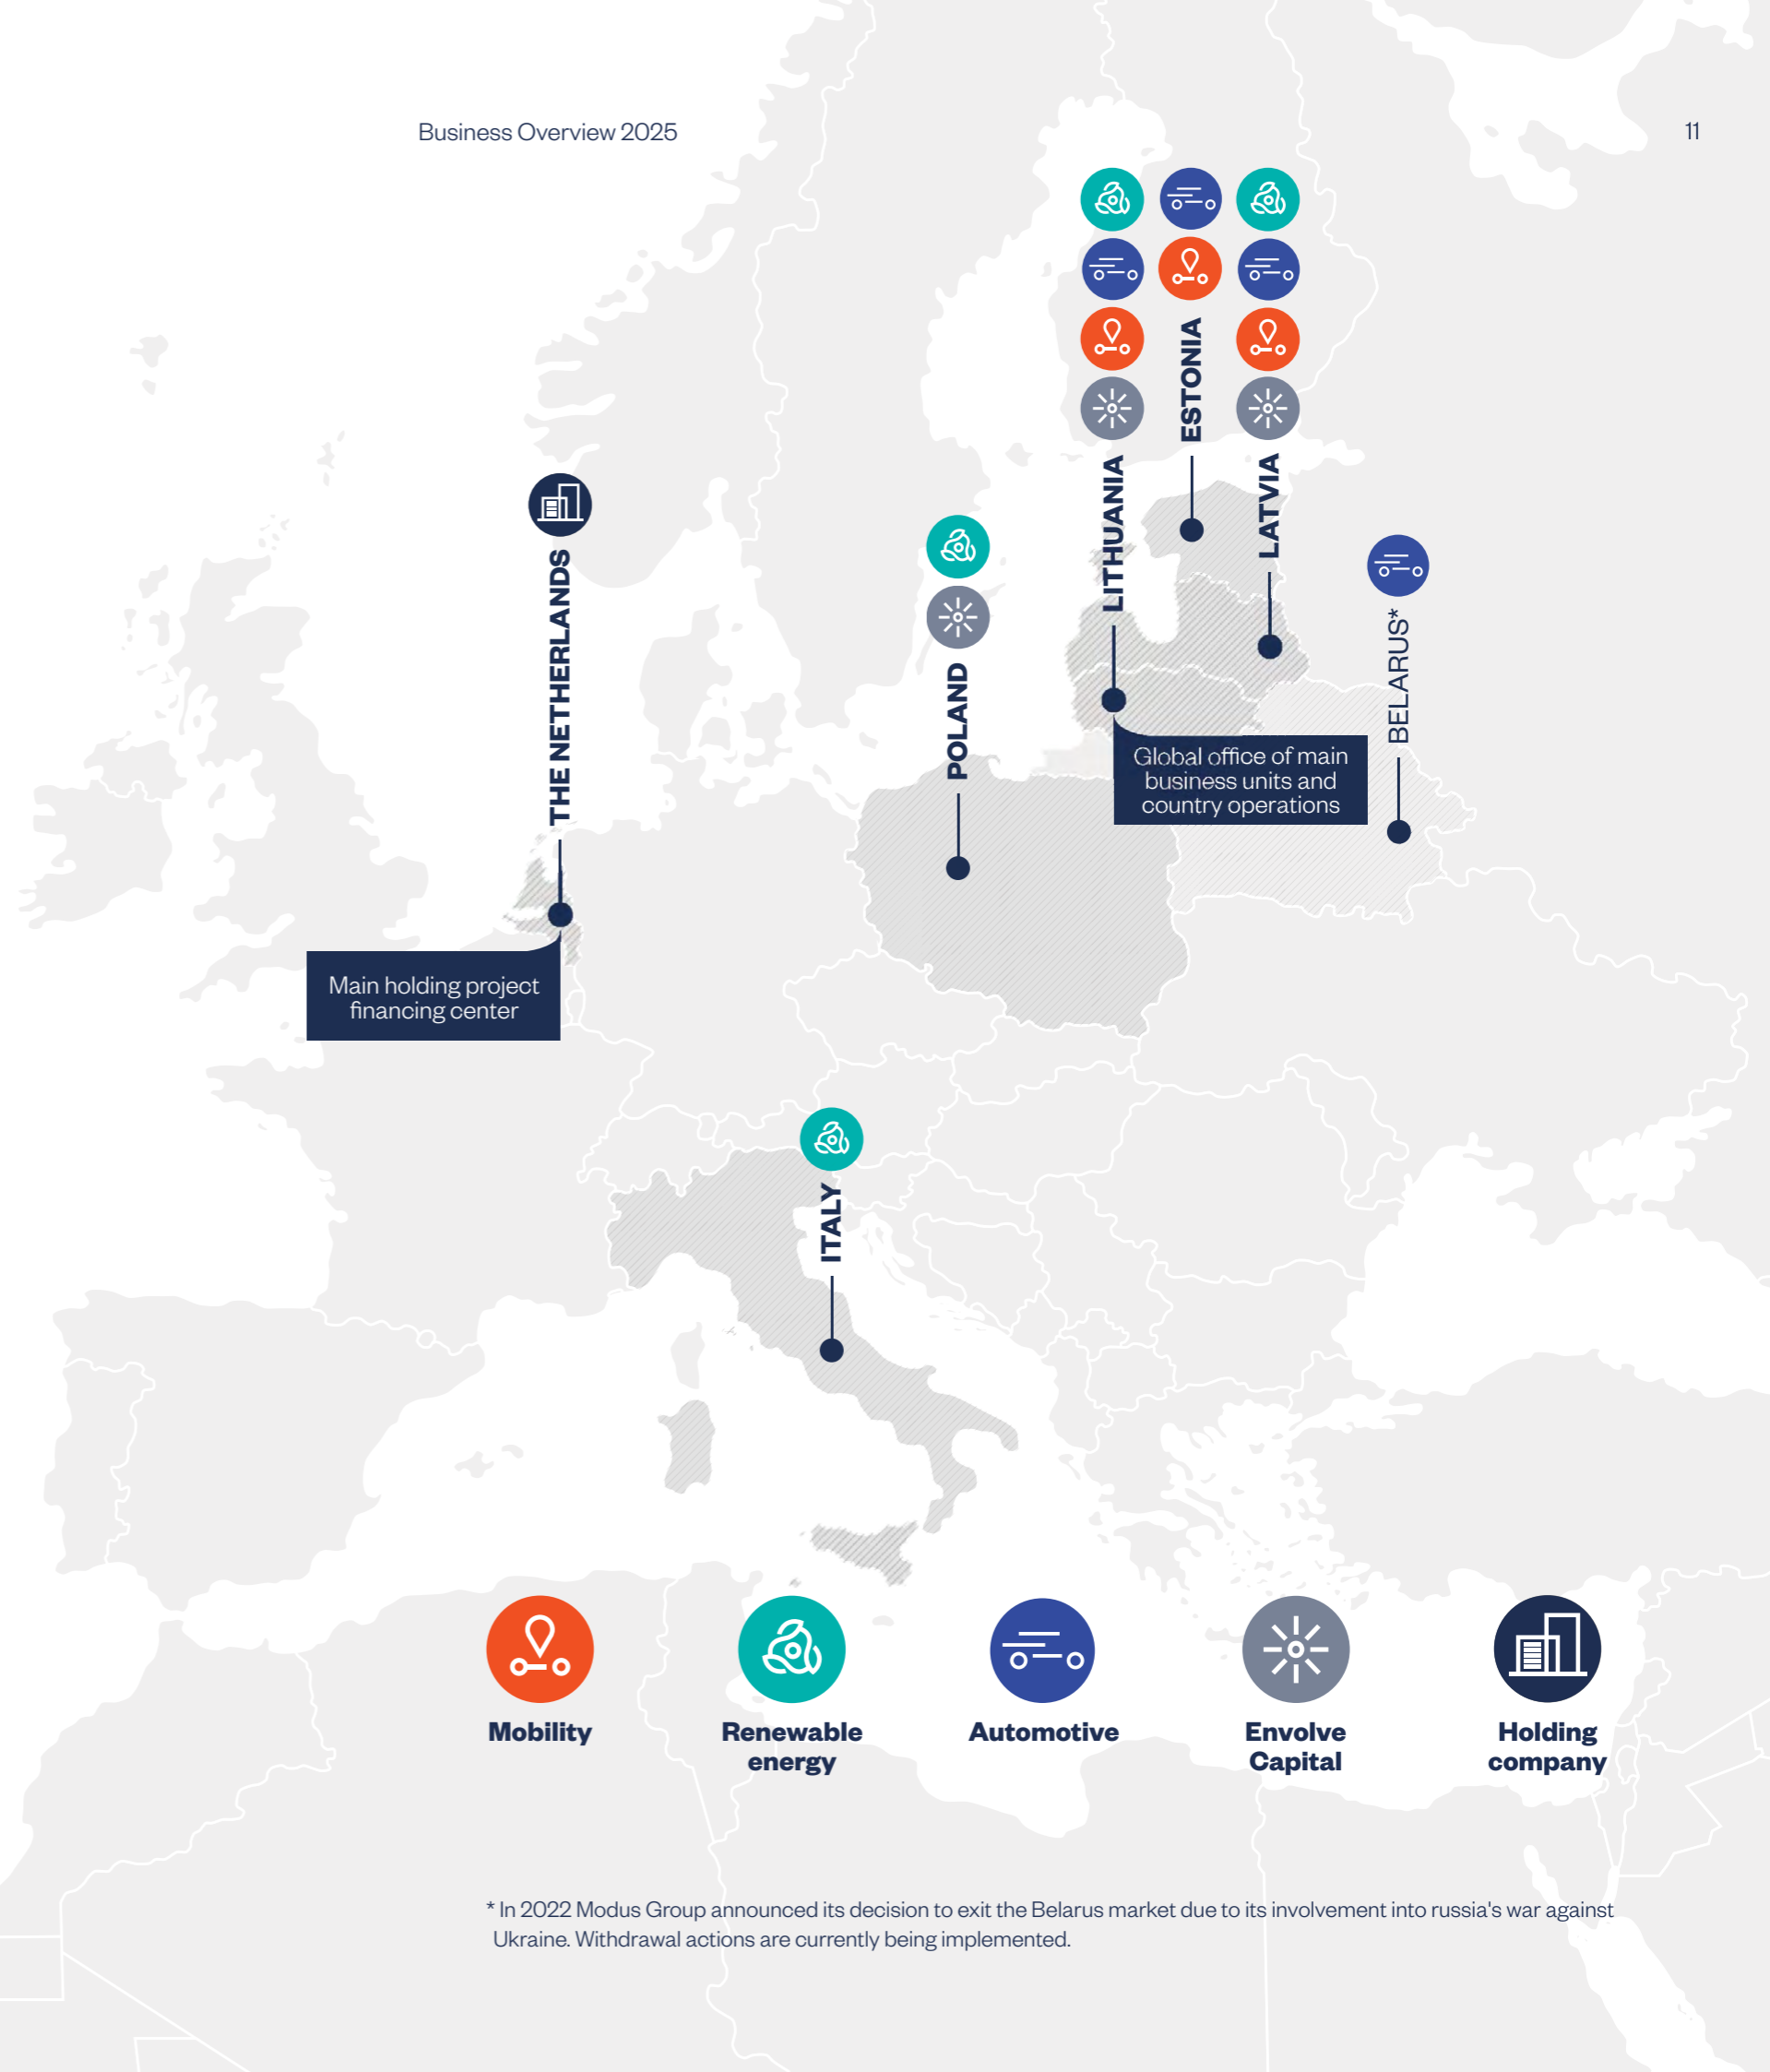 Business Overview 2025
11
THE NETHERLANDS
Main holding project
financing center
POLAND
LITHUANIA
Global office of main
business units and
country operations
ESTONIA
LATVIA
BELARUS*
ITALY
Mobility
Renewable
energy
Automotive
Envolve
Capital
Holding
company
* In 2022 Modus Group announced its decision to exit the Belarus market due to its involvement into russia's war against
Ukraine. Withdrawal actions are currently being implemented.